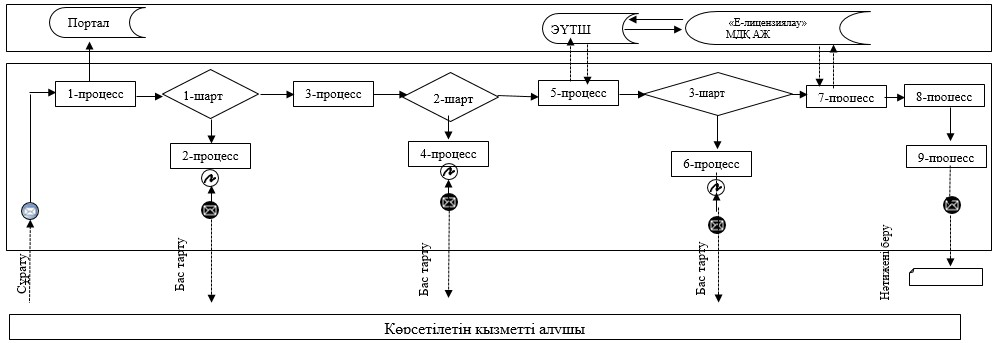 Портал
ЭҮТШ
«Е-лицензиялау»
МДҚ АЖ
1-процесс
1-шарт
3-процесс
2-шарт
5-процесс
3-шарт
7-процесс
8-процесс
2-процесс
4-процесс
6-процесс
9-процесс
Сұрату
Бас тарту
Бас тарту
Бас тарту
Нәтижені беру
Көрсетілетін қызметті алушы